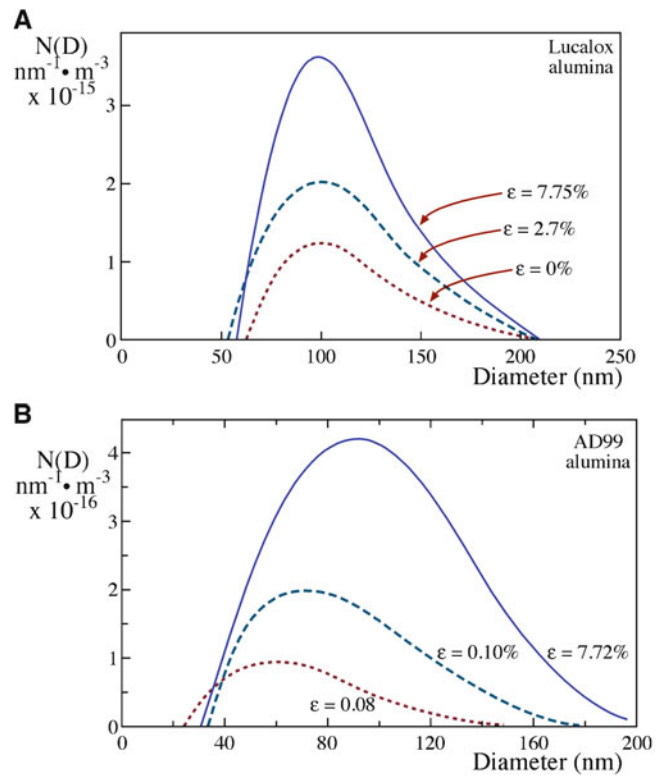 A
N(D)
nm⁻¹•m⁻³
x 10⁻¹⁵
Lucalox
alumina
3
2
1
0
ε = 7.75%
ε = 2.7%
ε = 0%
0 50 100 150 200 250
Diameter (nm)
B
N(D)
nm⁻¹•m⁻³
x 10⁻¹⁶
AD99
alumina
4
3
2
1
0
ε = 0.10%
ε = 7.72%
ε = 0.08
0 40 80 120 160 200
Diameter (nm)